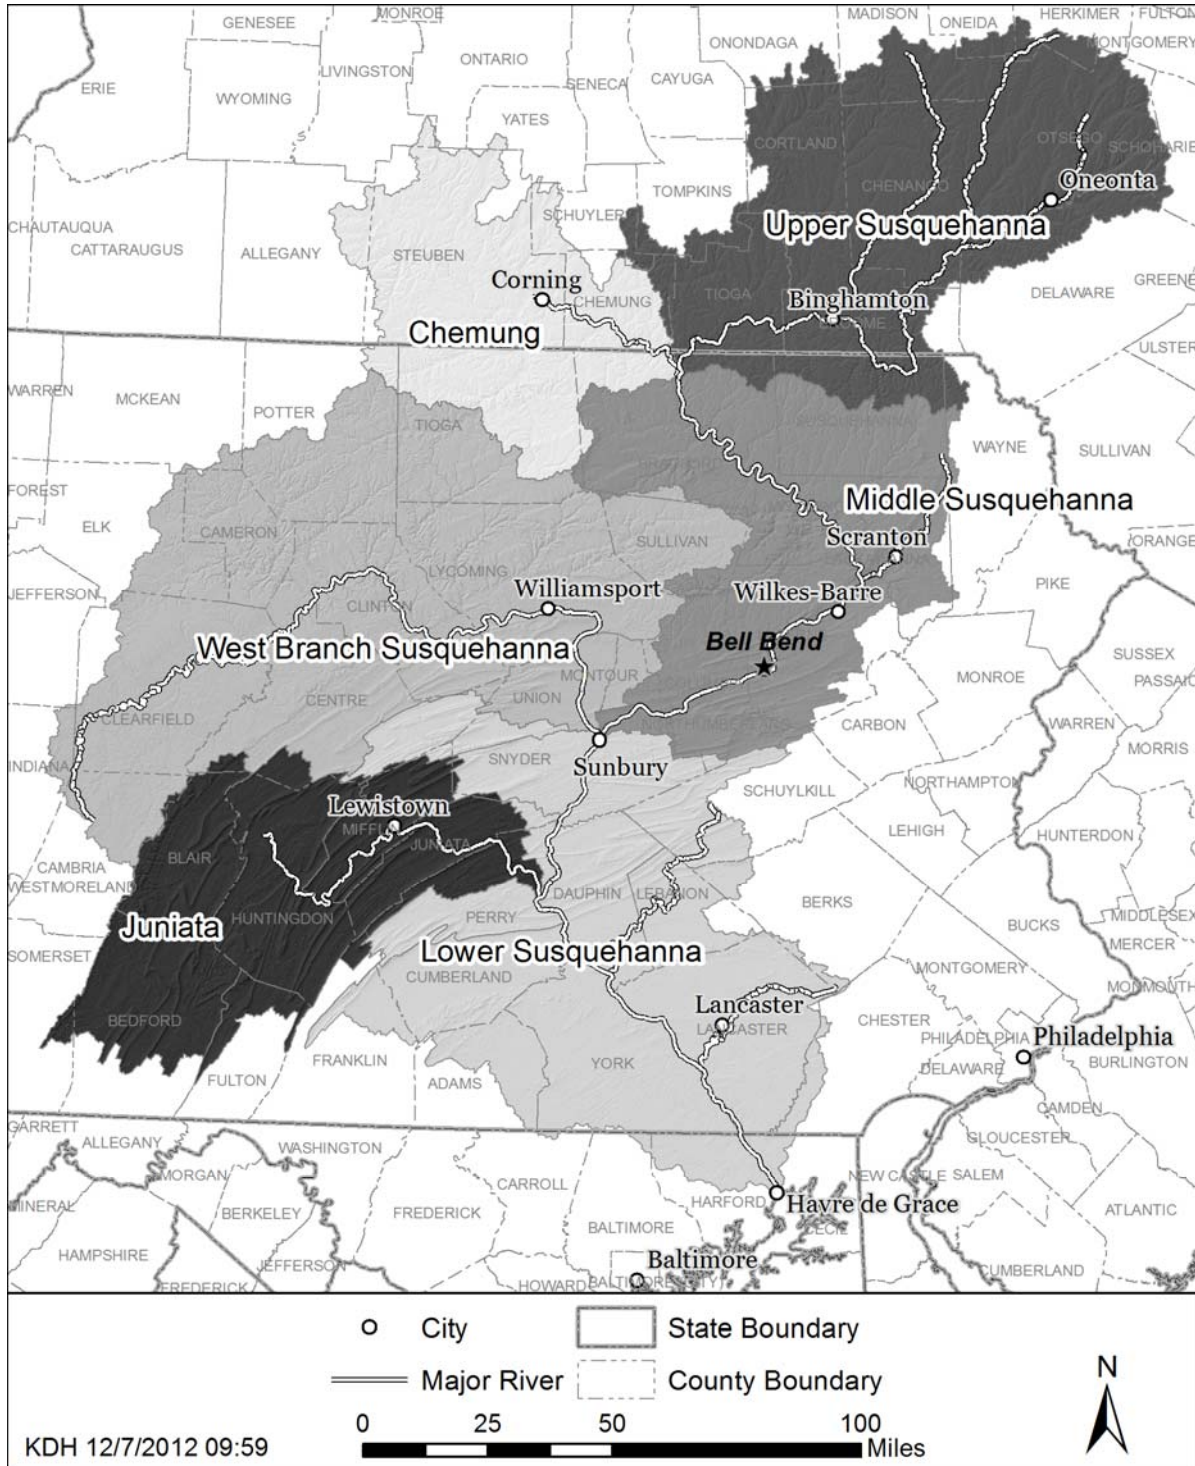 MONROE
GENESEE
MADISON
ONEIDA
HERKIMER
FULTON
ONTARIO
ONONDAGA
MONTGOMERY
LIVINGSTON
SENECA
CAYUGA
ERIE
WYOMING
YATES
CORTLAND
OTSEGO
SCHOHARIE
TOMPKINS
CHENANGO
Oneonta
SCHUYLER
Upper Susquehanna
CHAUTAUQUA
CATTARAUGUS
ALLEGANY
STEUBEN
Corning
CHEMUNG
TIOGA
Binghamton
BROOME
DELAWARE
GREENE
Chemung
ULSTER
WARREN
MCKEAN
POTTER
TIOGA
SUSQUEHANNA
WAYNE
SULLIVAN
BRADFORD
FOREST
ELK
Middle Susquehanna
CAMERON
SULLIVAN
Scranton
ORANGE
LYCOMING
JEFFERSON
CLINTON
Williamsport
Wilkes-Barre
PIKE
West Branch Susquehanna
Bell Bend
SUSSEX
MONTOUR
MONROE
PASSAIC
CENTRE
UNION
CLEARFIELD
NORTHUMBERLAND
CARBON
WARREN
MORRIS
INDIANA
SNYDER
Sunbury
NORTHAMPTON
SCHUYLKILL
Lewistown
MIFFLIN
LEHIGH
HUNTERDON
BLAIR
JUNIATA
CAMBRIA
WESTMORELAND
DAUPHIN
LEBANON
BERKS
HUNTINGDON
PERRY
BUCKS
MIDDLESEX
Juniata
MERCER
SOMERSET
Lower Susquehanna
CUMBERLAND
MONTGOMERY
MONMOUTH
Lancaster
BEDFORD
LANCASTER
CHESTER
PHILADELPHIA
Philadelphia
FRANKLIN
YORK
DELAWARE
BURLINGTON
FULTON
ADAMS
CAMDEN
GARRETT
ALLEGANY
WASHINGTON
GLOUCESTER
MORGAN
CARROLL
NEW CASTLE
SALEM
MINERAL
BERKELEY
FREDERICK
HARFORD
Havre de Grace
ATLANTIC
BALTIMORE
CECIL
HAMPSHIRE
JEFFERSON
Baltimore
CUMBERLAND
FREDERICK
HOWARD
BALTIMORE (CITY)
City
State Boundary
Major River
County Boundary
N
0 25 50 100
Miles
KDH 12/7/2012 09:59